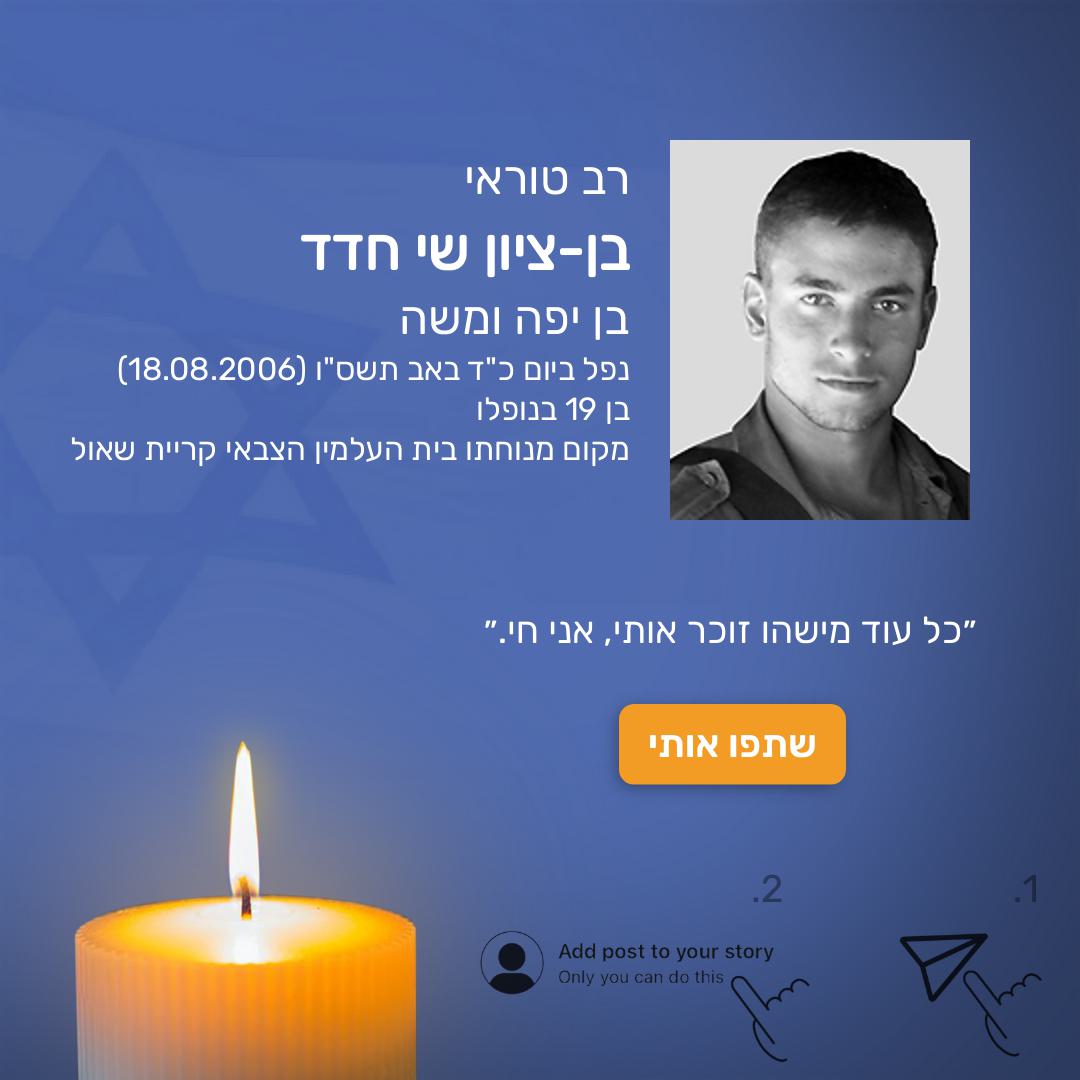 רב טוראי
בן-ציון שי חדד
בן יפה ומשה
נפל ביום כ"ד באב תשס"ו (18.08.2006)
בן 19 בנופלו
מקום מנוחתו בית העלמין הצבאי קריית שאול
״כל עוד מישהו זוכר אותי, אני חי.״
שתפו אותי
.1
.2
Add post to your story
Only you can do this